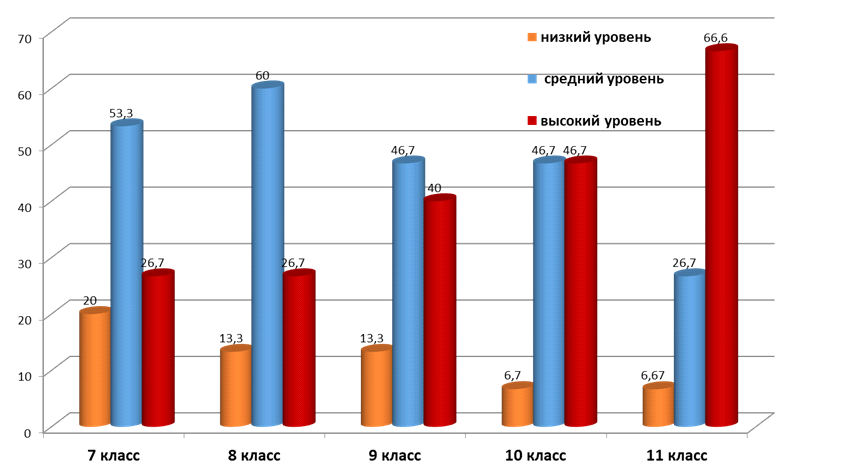 70
60
50
40
30
20
10
0
низкий уровень
средний уровень
высокий уровень
20
53,3
26,7
13,3
60
26,7
13,3
46,7
40
6,7
46,7
46,7
6,67
26,7
66,6
7 класс
8 класс
9 класс
10 класс
11 класс